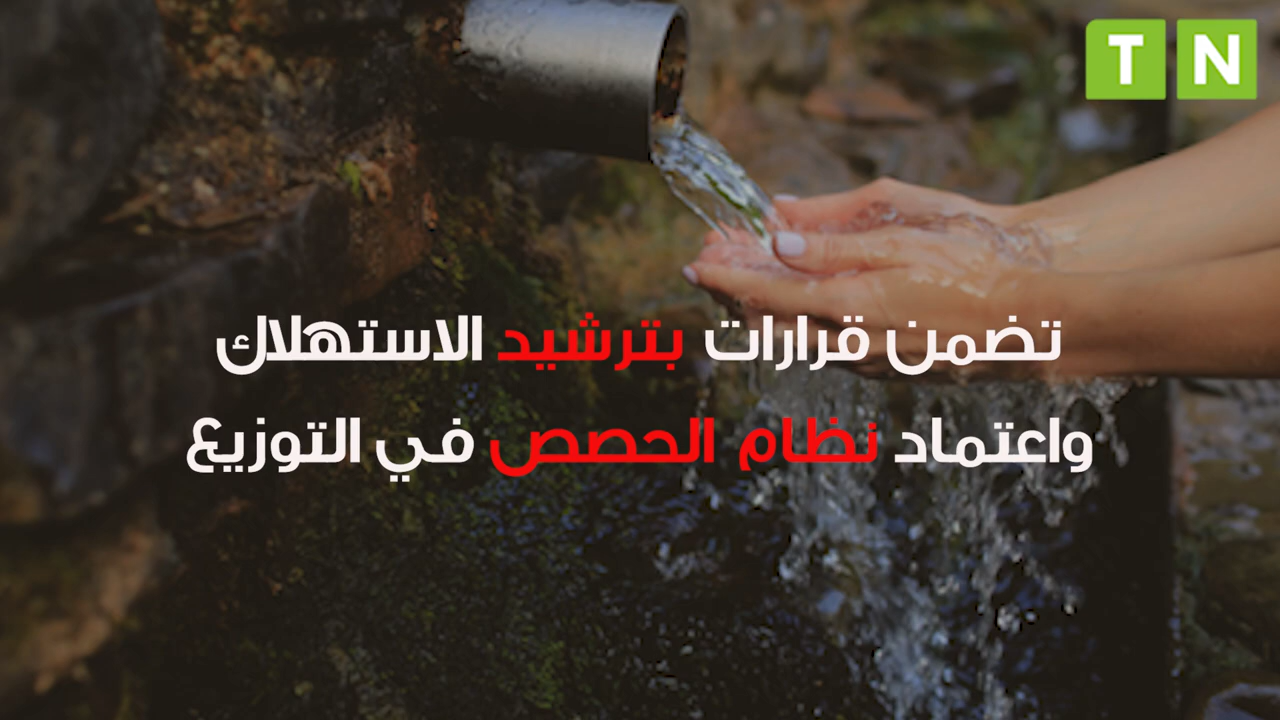 TN
تضمن قرارات بترشيد الاستهلاك
واعتماد نظام الحصص في التوزيع